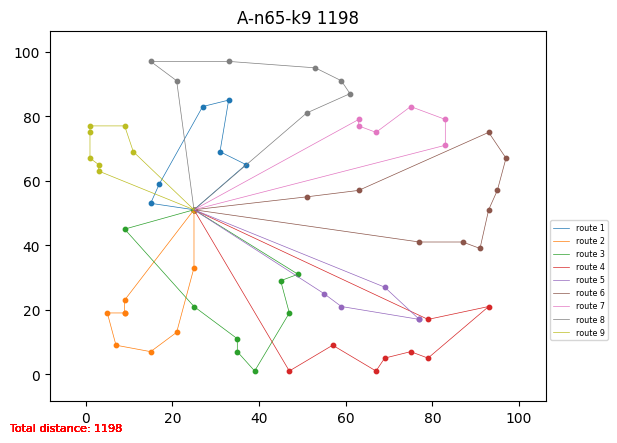 A-n65-k9 1198
100
80
60
40
20
0
0 20 40 60 80 100
route 1
route 2
route 3
route 4
route 5
route 6
route 7
route 8
route 9
Total distance: 1198